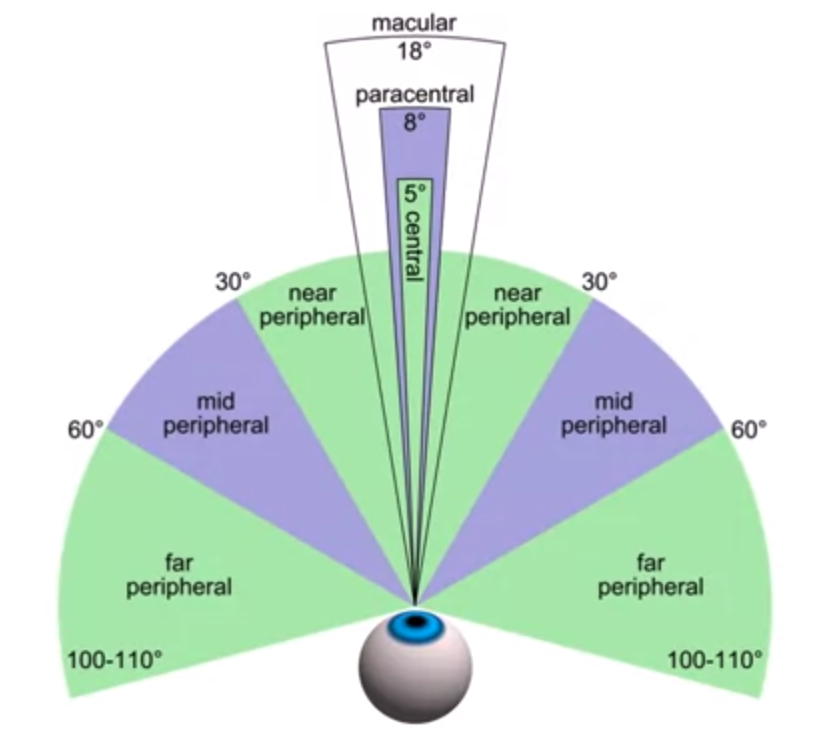 macular
18°
paracentral
8°
5° central
30°
near
peripheral
near
peripheral
30°
mid
peripheral
mid
peripheral
60°
60°
far
peripheral
far
peripheral
100-110°
100-110°